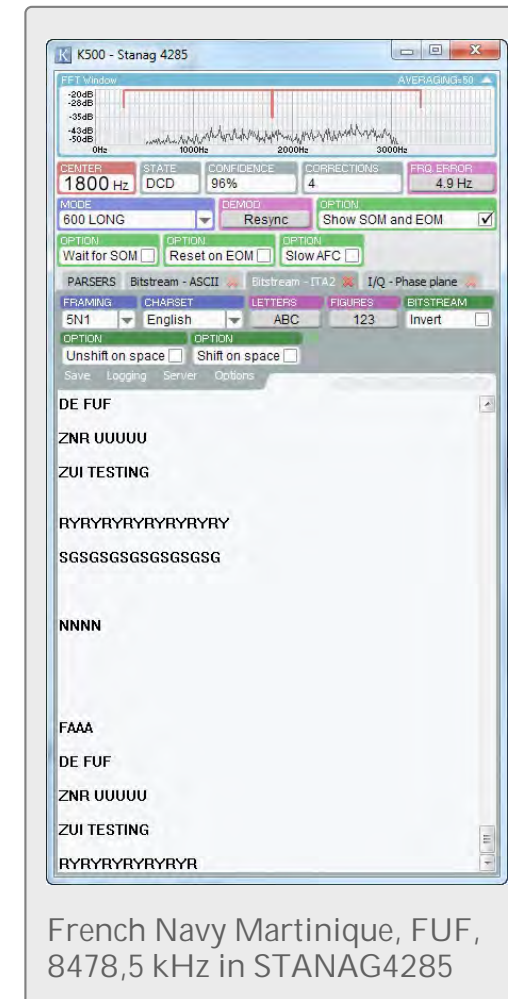 K500 - Stanag 4285
FFT Window AVERAGING=50
-20dB
-28dB
-35dB
-43dB
-50dB
0Hz 1000Hz 2000Hz 3000Hz
CENTER STATE CONFIDENCE CORRECTIONS FRQ.ERROR
1800 Hz DCD 96% 4 4.9 Hz
MODE DEMOD OPTION
600 LONG Resync Show SOM and EOM
OPTION OPTION OPTION
Wait for SOM Reset on EOM Slow AFC
PARSERS Bitstream - ASCII Bitstream - ITA2 I/Q - Phase plane
FRAMING CHARSET LETTERS FIGURES BITSTREAM
5N1 English ABC 123 Invert
OPTION OPTION
Unshift on space Shift on space
Save Logging Server Options
DE FUF
ZNR UUUUU
ZUI TESTING
RYRYRYRYRYRYRYRY
SGSGSGSGSGSGSGSG
NNNN
FAAA
DE FUF
ZNR UUUUU
ZUI TESTING
RYRYRYRYRYRYR
French Navy Martinique, FUF,
8478,5 kHz in STANAG4285